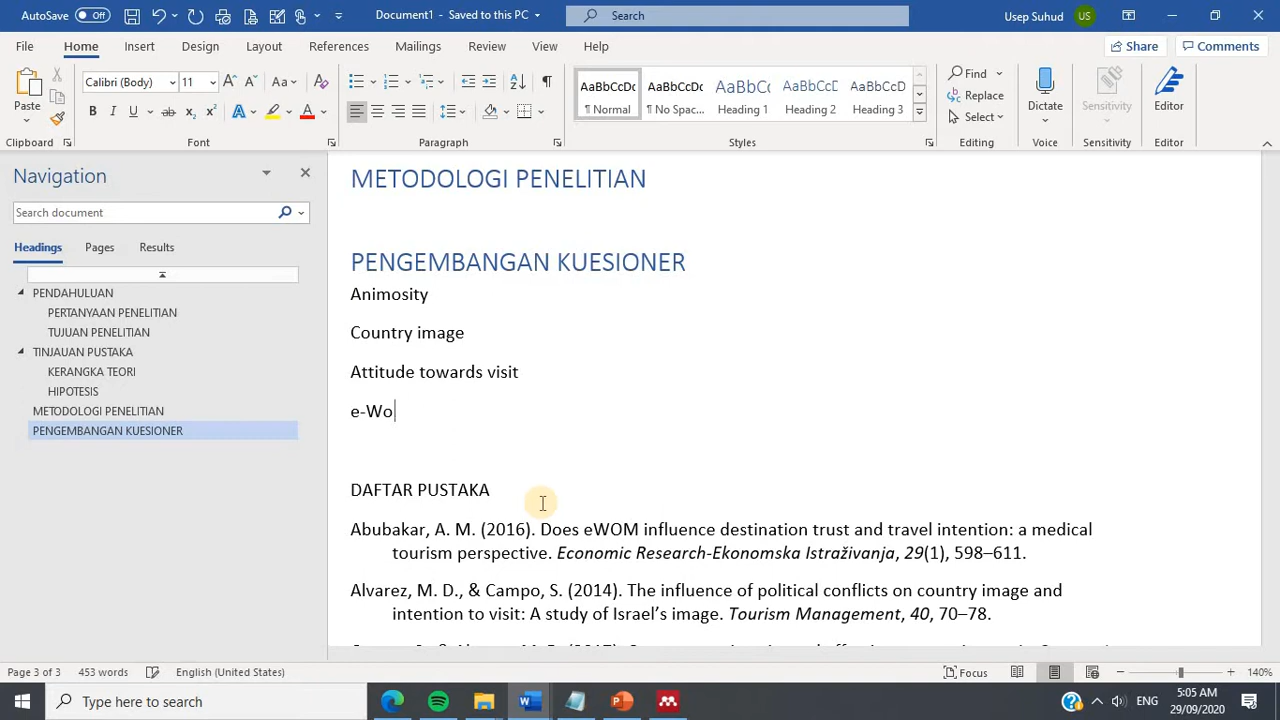 AutoSave Off Document1 - Saved to this PC Search Usep Suhud US
File Home Insert Design Layout References Mailings Review View Help Share Comments
Paste Calibri (Body) 11 Aa AaBbCcDc AaBbCcDc AaBbCc AaBbCcD AaBbCcD Find Replace Select Dictate Sensitivity Editor
B I U ab x₂ x² A A ¶ Normal ¶ No Spac... Heading 1 Heading 2 Heading 3
Clipboard Font Paragraph Styles Editing Voice Sensitivity Editor
Navigation
Search document
Headings Pages Results
PENDAHULUAN
PERTANYAAN PENELITIAN
TUJUAN PENELITIAN
TINJAUAN PUSTAKA
KERANGKA TEORI
HIPOTESIS
METODOLOGI PENELITIAN
PENGEMBANGAN KUESIONER
METODOLOGI PENELITIAN
PENGEMBANGAN KUESIONER
Animosity
Country image
Attitude towards visit
e-Wo
DAFTAR PUSTAKA
Abubakar, A. M. (2016). Does eWOM influence destination trust and travel intention: a medical
tourism perspective. Economic Research-Ekonomska Istraživanja, 29(1), 598–611.
Alvarez, M. D., & Campo, S. (2014). The influence of political conflicts on country image and
intention to visit: A study of Israel’s image. Tourism Management, 40, 70–78.
Page 3 of 3 453 words English (United States) Focus 140%
Type here to search ENG 5:05 AM
29/09/2020